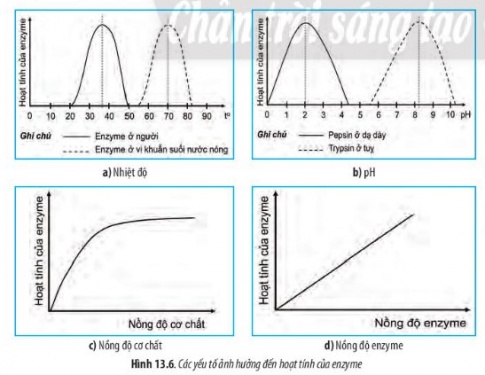 Chân trời sáng tạo
Hoạt tính của enzyme
0 10 20 30 40 50 60 70 80 90 t°
Ghi chú
Enzyme ở người
Enzyme ở vi khuẩn suối nước nóng
a) Nhiệt độ
Hoạt tính của enzyme
0 1 2 3 4 5 6 7 8 9 10 pH
Ghi chú
Pepsin ở dạ dày
Trypsin ở tuỵ
b) pH
Hoạt tính của enzyme
Nồng độ cơ chất
c) Nồng độ cơ chất
Hoạt tính của enzyme
Nồng độ enzyme
d) Nồng độ enzyme
Hình 13.6. Các yếu tố ảnh hưởng đến hoạt tính của enzyme